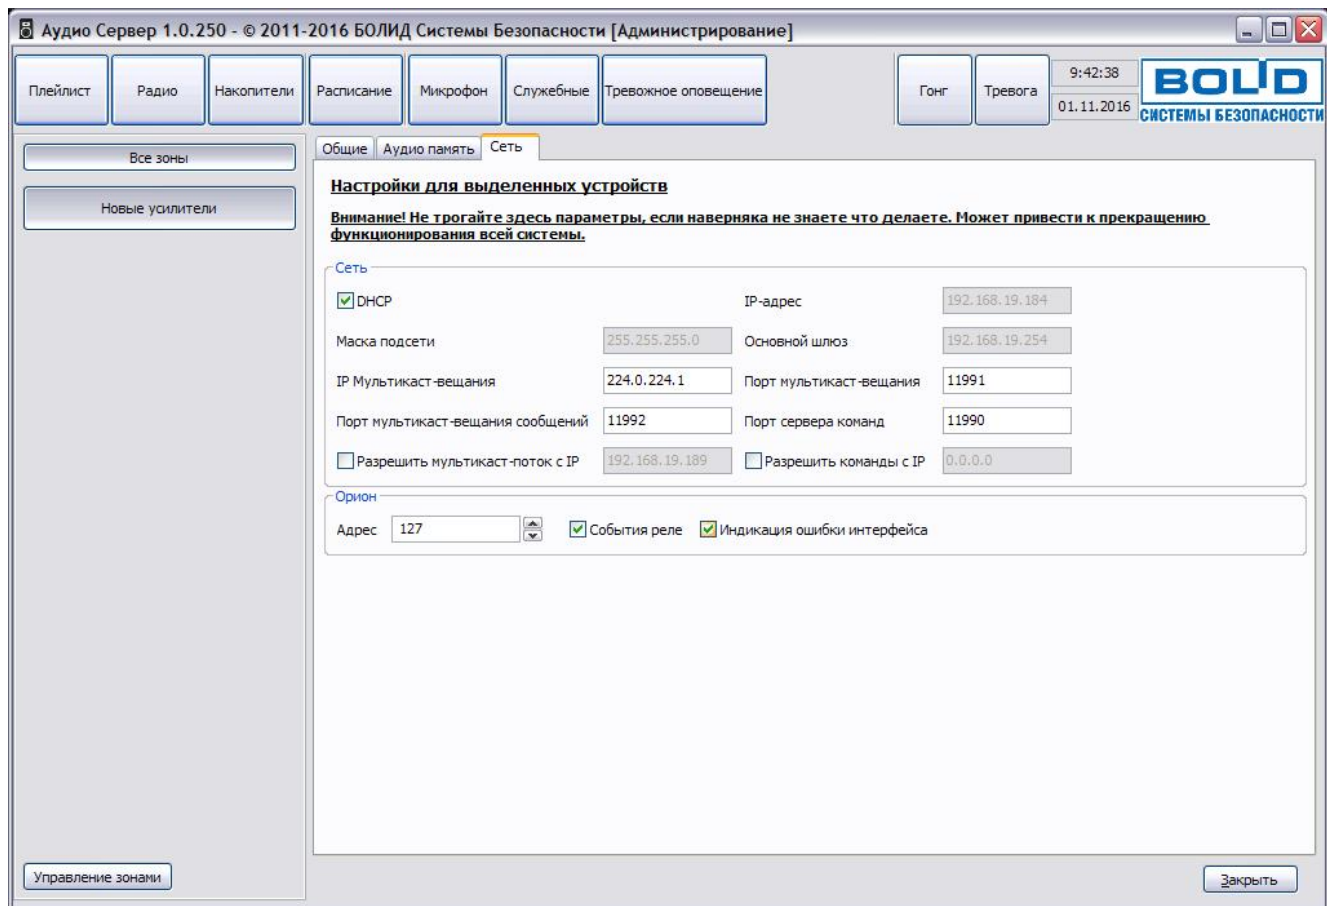 Аудио Сервер 1.0.250 - © 2011-2016 БОЛИД Системы Безопасности [Администрирование]
Плейлист Радио Накопители Расписание Микрофон Служебные Тревожное оповещение Гонг Тревога 9:42:38
01.11.2016
BOLID
СИСТЕМЫ БЕЗОПАСНОСТИ
Все зоны
Новые усилители
Общие Аудио память Сеть
Настройки для выделенных устройств
Внимание! Не трогайте здесь параметры, если наверняка не знаете что делаете. Может привести к прекращению
функционирования всей системы.
Сеть
DHCP IP-адрес 192.168.19.184
Маска подсети 255.255.255.0 Основной шлюз 192.168.19.254
IP Мультикаст-вещания 224.0.224.1 Порт мультикаст-вещания 11991
Порт мультикаст-вещания сообщений 11992 Порт сервера команд 11990
Разрешить мультикаст-поток с IP 192.168.19.189 Разрешить команды с IP 0.0.0.0
Орион
Адрес 127 События реле Индикация ошибки интерфейса
Управление зонами
Закрыть